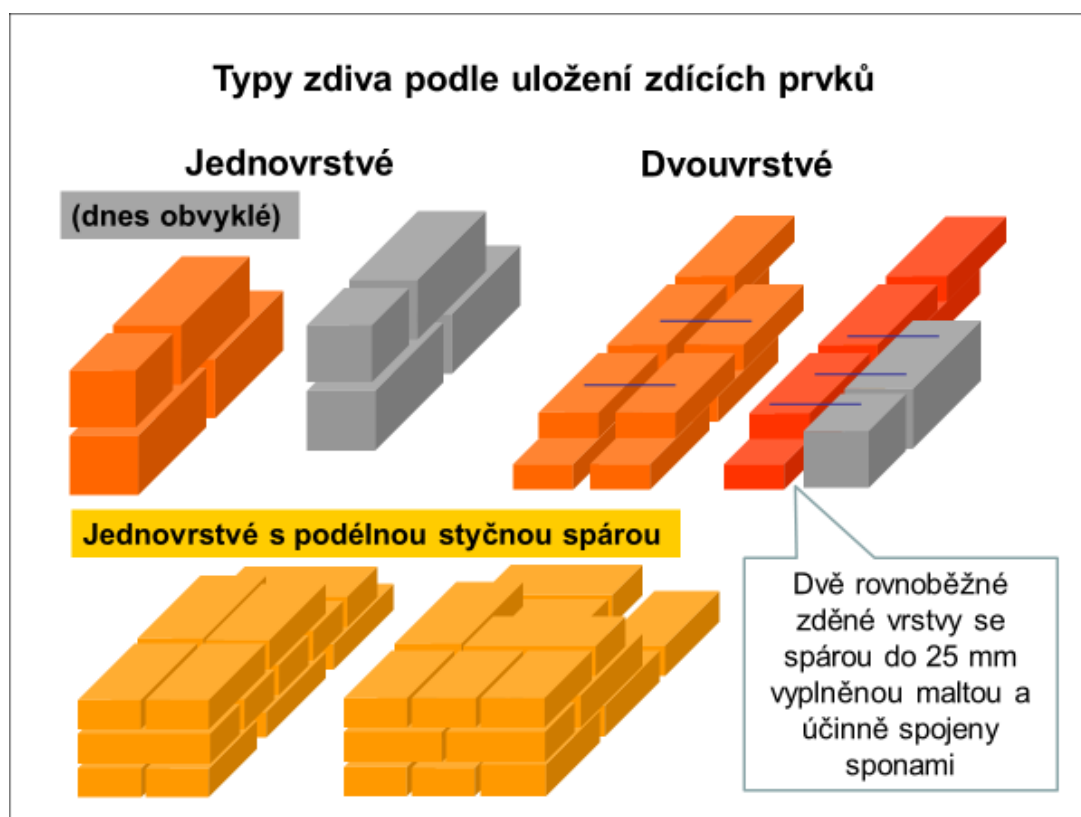 Typy zdiva podle uložení zdících prvků
Jednovrstvé
Dvouvrstvé
(dnes obvyklé)
Jednovrstvé s podélnou styčnou spárou
Dvě rovnoběžné
zděné vrstvy se
spárou do 25 mm
vyplněnou maltou a
účinně spojeny
sponami